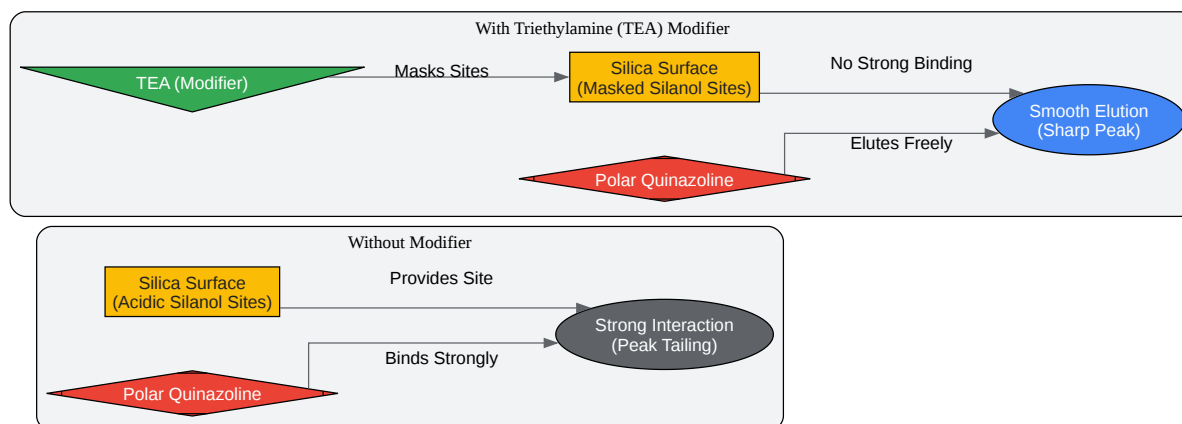 With Triethylamine (TEA) Modifier
TEA (Modifier)
Masks Sites
Silica Surface
(Masked Silanol Sites)
No Strong Binding
Smooth Elution
(Sharp Peak)
Polar Quinazoline
Elutes Freely
Without Modifier
Silica Surface
(Acidic Silanol Sites)
Provides Site
Strong Interaction
(Peak Tailing)
Binds Strongly
Polar Quinazoline